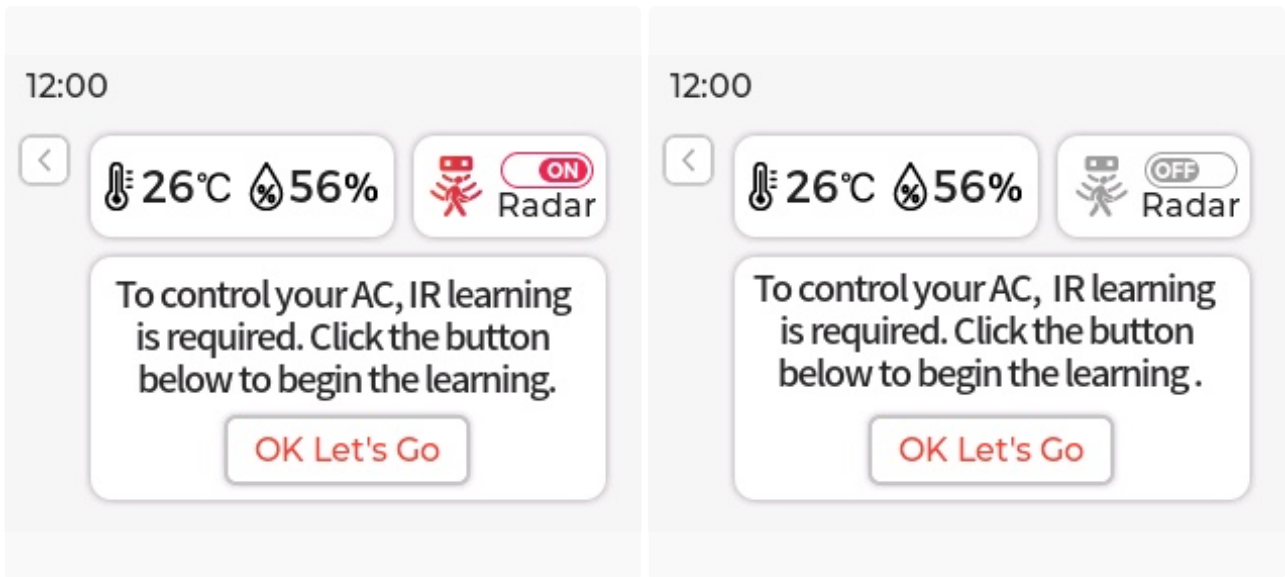 12:00
26℃ 56%
ON
Radar
To control your AC, IR learning
is required. Click the button
below to begin the learning.
OK Let's Go
12:00
26℃ 56%
OFF
Radar
To control your AC, IR learning
is required. Click the button
below to begin the learning .
OK Let's Go